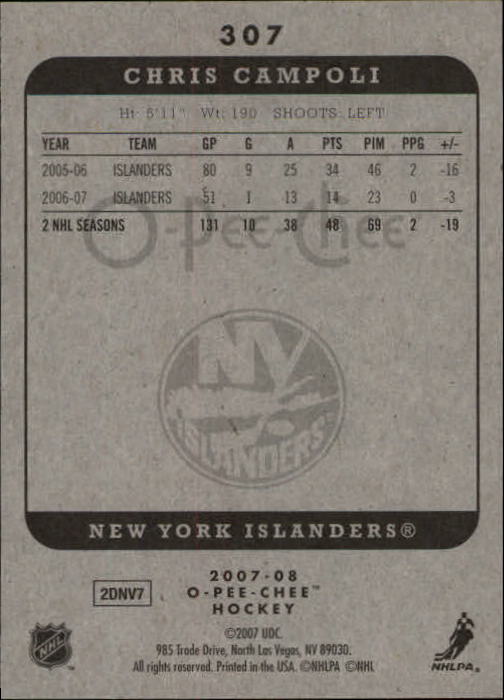 307
CHRIS CAMPOLI
Ht: 5'11" Wt: 190 SHOOTS: LEFT
YEAR TEAM GP G A PTS PIM PPG +/-
2005-06 ISLANDERS 80 9 25 34 46 2 -16
2006-07 ISLANDERS 51 1 13 14 23 0 -3
2 NHL SEASONS 131 10 38 48 69 2 -19
O-PEE-CHEE
NY
ISLANDERS
NEW YORK ISLANDERS®
2007-08
2DNV7 O-PEE-CHEE™
HOCKEY
©2007 UDC.
985 Trade Drive, North Las Vegas, NV 89030.
All rights reserved. Printed in the USA. ©NHLPA ©NHL
NHL
NHLPA®